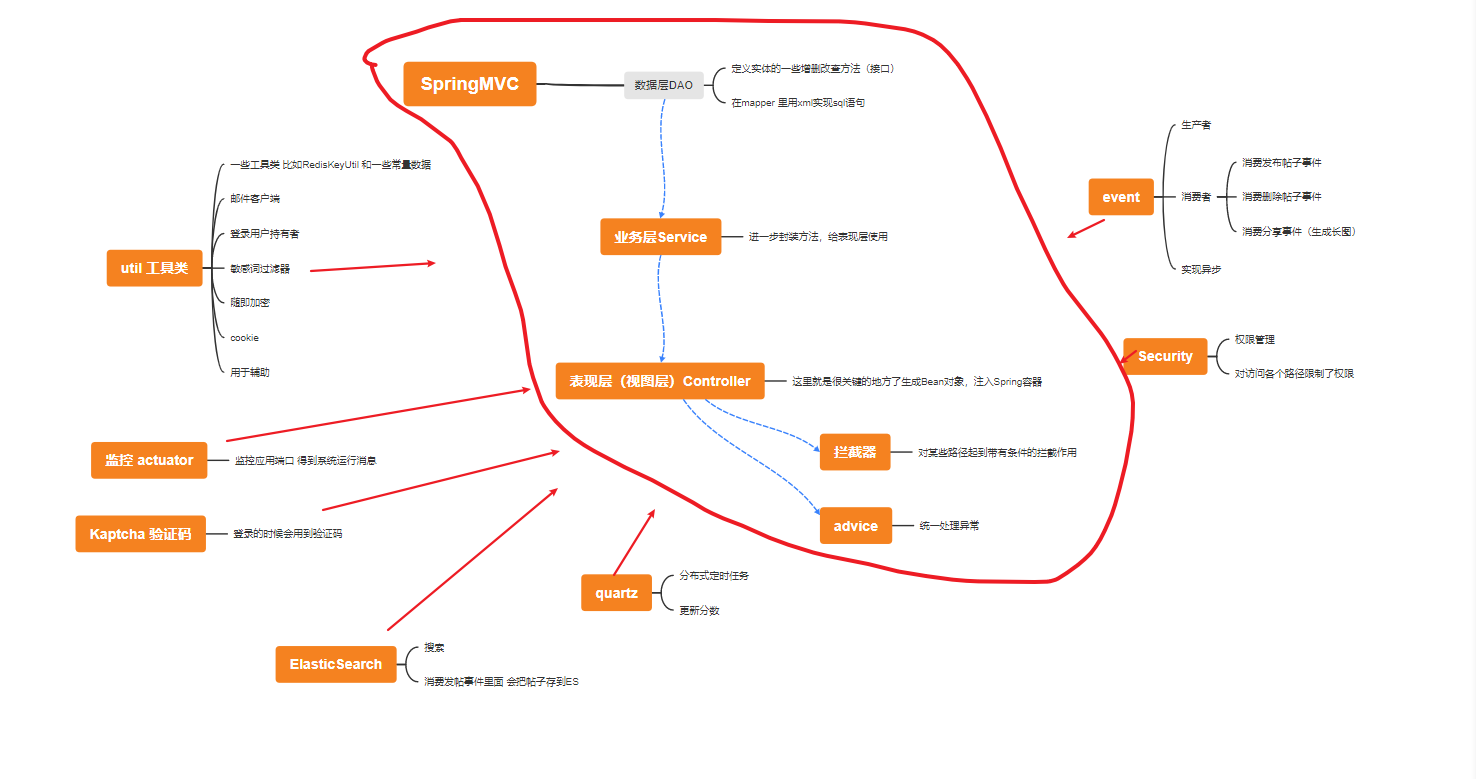 SpringMVC
数据层DAO
定义实体的一些增删改查方法（接口）
在mapper 里用xml实现sql语句
业务层Service
进一步封装方法，给表现层使用
表现层（视图层）Controller
这里就是很关键的地方了生成Bean对象，注入Spring容器
拦截器
对某些路径起到带有条件的拦截作用
advice
统一处理异常
event
生产者
消费者
消费发布帖子事件
消费删除帖子事件
消费分享事件（生成长图）
实现异步
Security
权限管理
对访问各个路径限制了权限
util 工具类
一些工具类 比如RedisKeyUtil 和一些常量数据
邮件客户端
登录用户持有者
敏感词过滤器
随即加密
cookie
用于辅助
监控 actuator
监控应用端口 得到系统运行消息
Kaptcha 验证码
登录的时候会用到验证码
quartz
分布式定时任务
更新分数
ElasticSearch
搜索
消费发帖事件里面 会把帖子存到ES